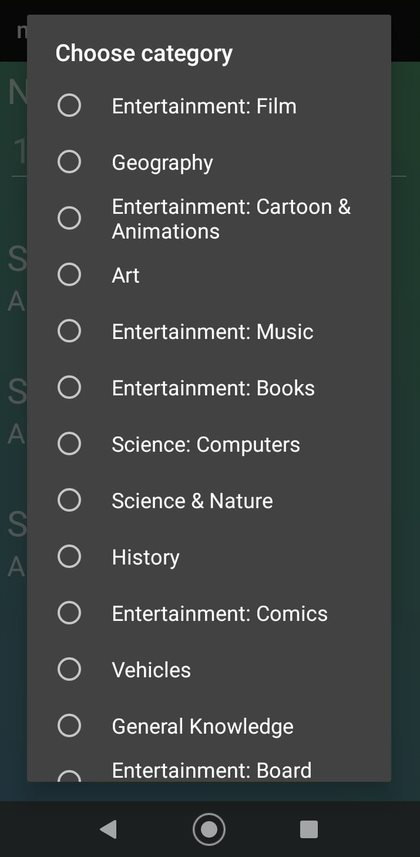 Choose category
Entertainment: Film
Geography
Entertainment: Cartoon &
Animations
Art
Entertainment: Music
Entertainment: Books
Science: Computers
Science & Nature
History
Entertainment: Comics
Vehicles
General Knowledge
Entertainment: Board